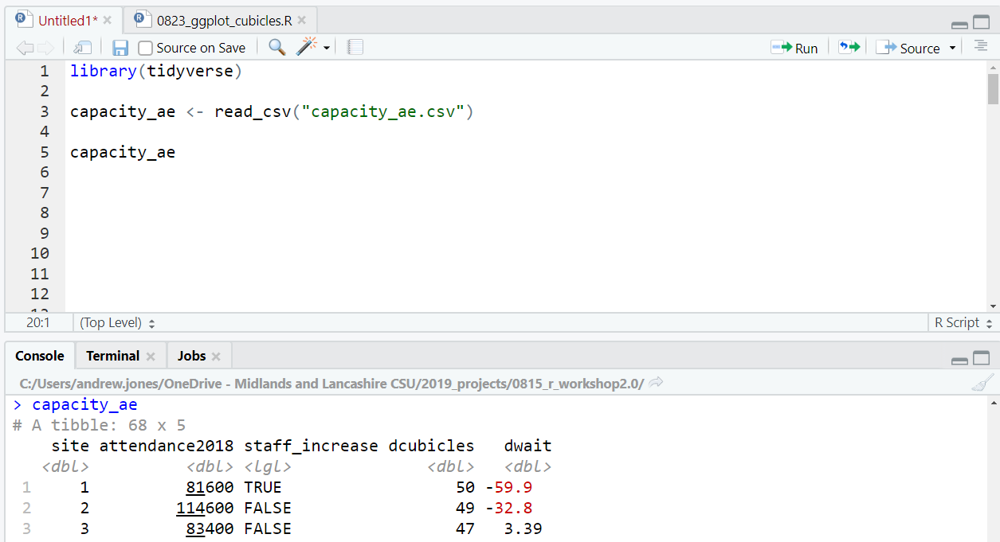 Untitled1* 0823_ggplot_cubicles.R
Source on Save Run Source
1 library(tidyverse)
2
3 capacity_ae <- read_csv("capacity_ae.csv")
4
5 capacity_ae
6
7
8
9
10
11
12
20:1 (Top Level) R Script
Console Terminal Jobs
C:/Users/andrew.jones/OneDrive - Midlands and Lancashire CSU/2019_projects/0815_r_workshop2.0/
> capacity_ae
# A tibble: 68 x 5
site attendance2018 staff_increase dcubicles dwait
<dbl> <dbl> <lgl> <dbl> <dbl>
1 1 81600 TRUE 50 -59.9
2 2 114600 FALSE 49 -32.8
3 3 83400 FALSE 47 3.39